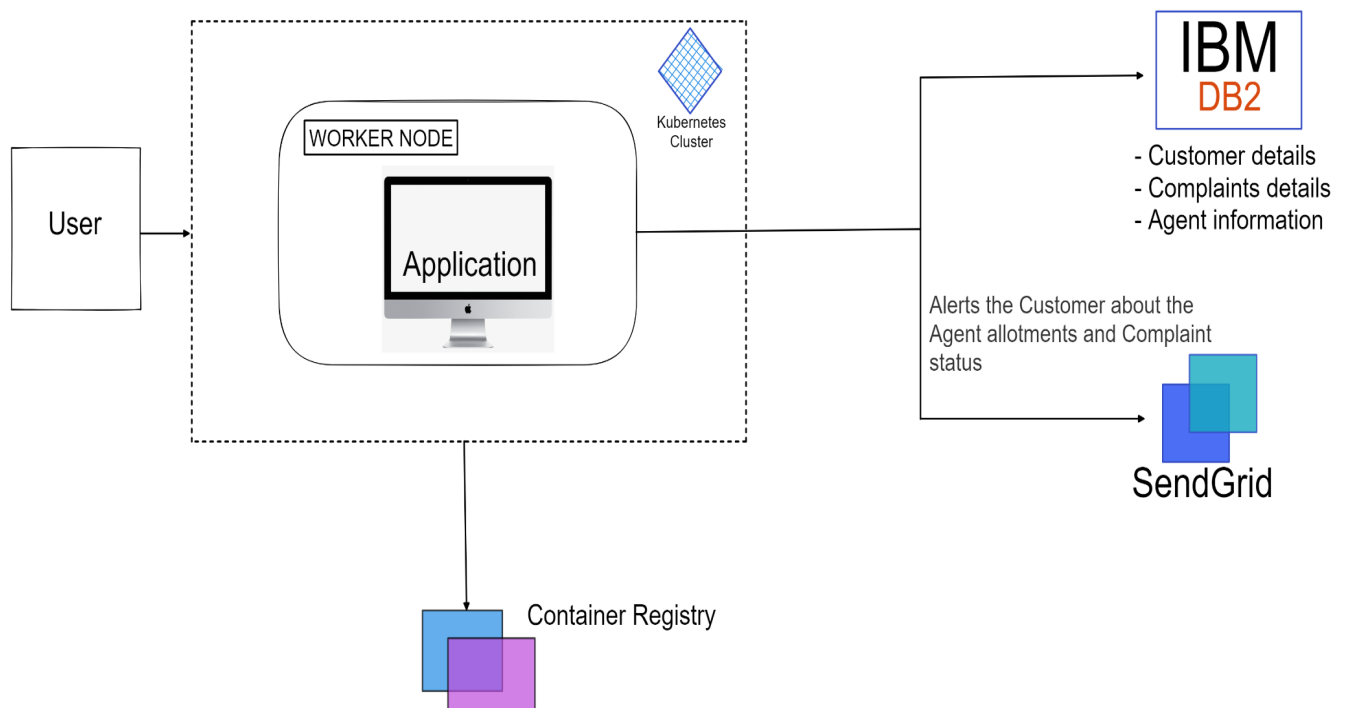 User
WORKER NODE
Application
Kubernetes
Cluster
IBM
DB2
- Customer details
- Complaints details
- Agent information
Alerts the Customer about the
Agent allotments and Complaint
status
SendGrid
Container Registry